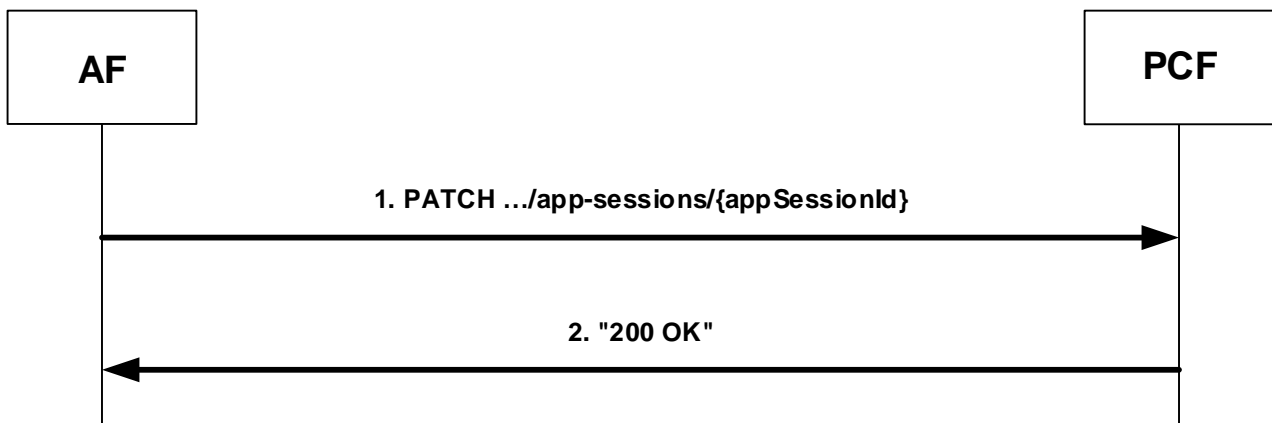 AF
PCF
1. PATCH …/app-sessions/{appSessionId}
2. "200 OK"